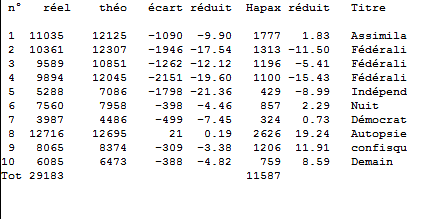 n° réel théo écart réduit Hapax réduit Titre
1 11035 12125 -1090 -9.90 1777 1.83 Assimila
2 10361 12307 -1946 -17.54 1313 -11.50 Fédérali
3 9589 10851 -1262 -12.12 1196 -5.41 Fédérali
4 9894 12045 -2151 -19.60 1100 -15.43 Fédérali
5 5288 7086 -1798 -21.36 429 -8.99 Indépend
6 7560 7958 -398 -4.46 857 2.29 Nuit
7 3987 4486 -499 -7.45 324 0.73 Démocrat
8 12716 12695 21 0.19 2626 19.24 Autopsie
9 8065 8374 -309 -3.38 1206 11.91 confisqu
10 6085 6473 -388 -4.82 759 8.59 Demain
Tot 29183 11587